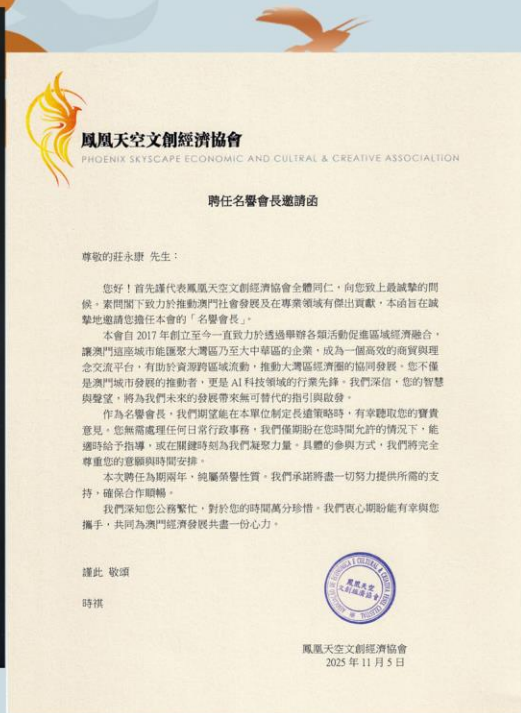 鳳凰天空文創經濟協會
PHOENIX SKYSCAPE ECONOMIC AND CULTRAL & CREATIVE ASSOCIALTION
聘任名譽會長邀請函
尊敬的莊永康 先生：
您好！首先謹代表鳳凰天空文創經濟協會全體同仁，向您致上最誠摯的問
候。素問閣下致力於推動澳門社會發展及在專業領域有傑出貢獻，本函旨在誠
摯地邀請您擔任本會的「名譽會長」。
本會自 2017 年創立至今一直致力於透過舉辦各類活動促進區域經濟融合，
讓澳門這座城市能匯聚大灣區乃至大中華區的企業，成為一個高效的商貿與理
念交流平台，有助於資源跨區域流動，推動大灣區經濟圈的協同發展。您不僅
是澳門城市發展的推動者，更是 AI 科技領域的行業先鋒。我們深信，您的智慧
與聲望，將為我們未來的發展帶來無可替代的指引與啟發。
作為名譽會長，我們期望能在本單位制定長遠策略時，有幸聽取您的寶貴
意見。您無需處理任何日常行政事務，我們僅期盼在您時間允許的情況下，能
適時給予指導，或在關鍵時刻為我們凝聚力量。具體的參與方式，我們將完全
尊重您的意願與時間安排。
本次聘任為期兩年，純屬榮譽性質。我們承諾將盡一切努力提供所需的支
持，確保合作順暢。
我們深知您公務繁忙，對於您的時間萬分珍惜。我們衷心期盼能有幸與您
攜手，共同為澳門經濟發展共盡一份心力。
謹此 敬頌
時祺
鳳凰天空
文創經濟協會
鳳凰天空文創經濟協會
2025 年 11 月 5 日